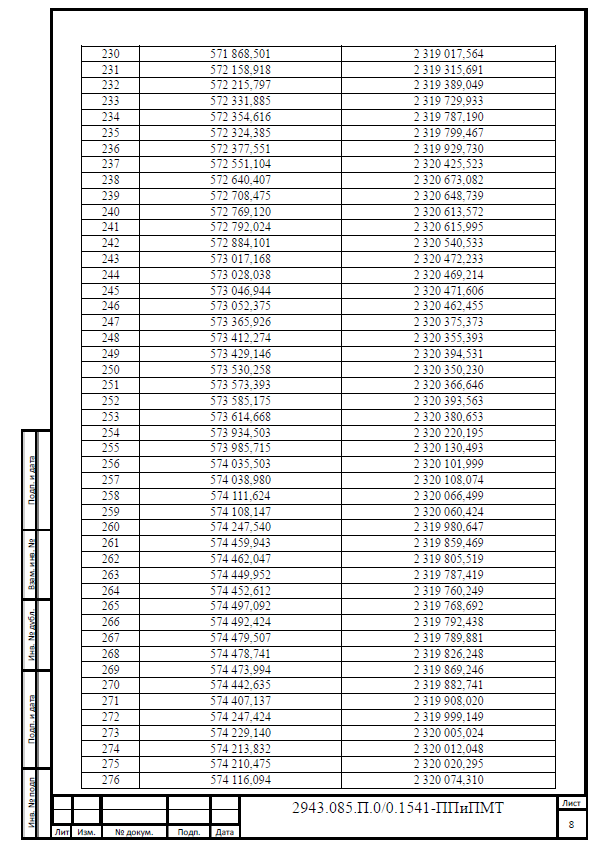 230 571 868,501 2 319 017,564
231 572 158,918 2 319 315,691
232 572 215,797 2 319 389,049
233 572 331,885 2 319 729,933
234 572 354,616 2 319 787,190
235 572 324,385 2 319 799,467
236 572 377,551 2 319 929,730
237 572 551,104 2 320 425,523
238 572 640,407 2 320 673,082
239 572 708,475 2 320 648,739
240 572 769,120 2 320 613,572
241 572 792,024 2 320 615,995
242 572 884,101 2 320 540,533
243 573 017,168 2 320 472,233
244 573 028,038 2 320 469,214
245 573 046,944 2 320 471,606
246 573 052,375 2 320 462,455
247 573 365,926 2 320 375,373
248 573 412,274 2 320 355,393
249 573 429,146 2 320 394,531
250 573 530,258 2 320 350,230
251 573 573,393 2 320 366,646
252 573 585,175 2 320 393,563
253 573 614,668 2 320 380,653
254 573 934,503 2 320 220,195
255 573 985,715 2 320 130,493
256 574 035,503 2 320 101,999
257 574 038,980 2 320 108,074
258 574 111,624 2 320 066,499
259 574 108,147 2 320 060,424
260 574 247,540 2 319 980,647
261 574 459,943 2 319 859,469
262 574 462,047 2 319 805,519
263 574 449,952 2 319 787,419
264 574 452,612 2 319 760,249
265 574 497,092 2 319 768,692
266 574 492,424 2 319 792,438
267 574 479,507 2 319 789,881
268 574 478,741 2 319 826,248
269 574 473,994 2 319 869,246
270 574 442,635 2 319 882,741
271 574 407,137 2 319 908,020
272 574 247,424 2 319 999,149
273 574 229,140 2 320 005,024
274 574 213,832 2 320 012,048
275 574 210,475 2 320 020,295
276 574 116,094 2 320 074,310
Подп. и дата
Взам. инв. №
Инв. № дубл.
Подп. и дата
Инв. № подп
2943.085.П.0/0.1541-ППиПМТ
Лист
8
Лит Изм. № докум. Подп. Дата